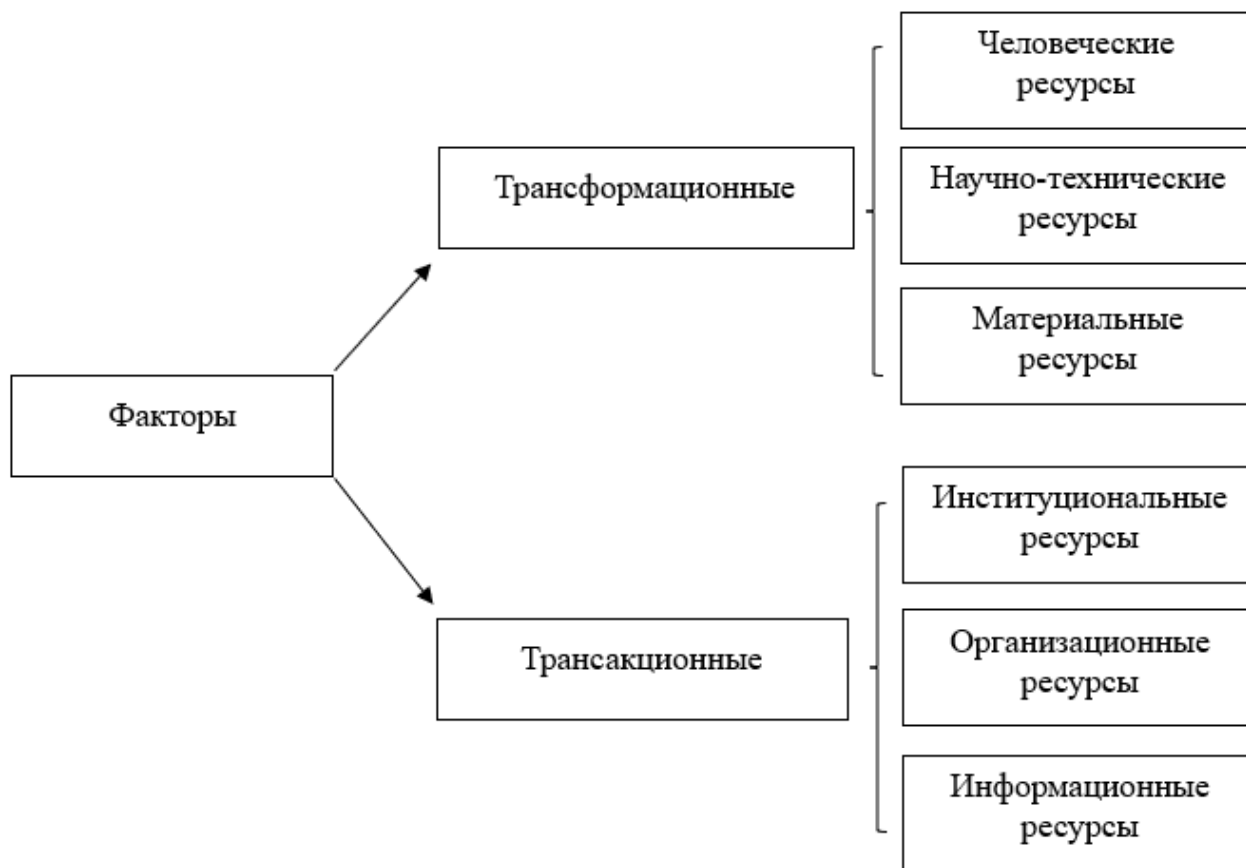 Человеческие
ресурсы
Трансформационные
Научно-технические
ресурсы
Материальные
ресурсы
Факторы
Институциональные
ресурсы
Трансакционные
Организационные
ресурсы
Информационные
ресурсы